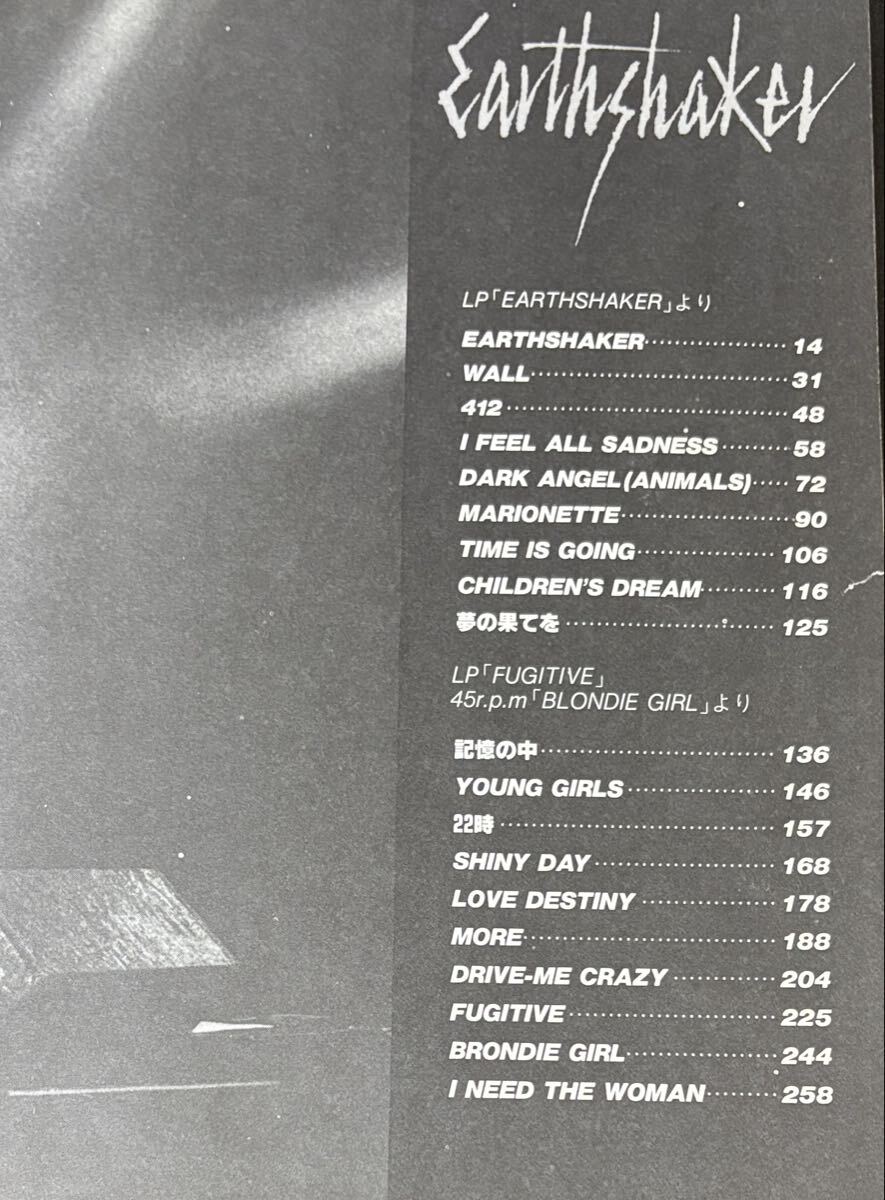 Earthshaker
LP「EARTHSHAKER」より
EARTHSHAKER···················14
WALL·································31
412····································48
I FEEL ALL SADNESS·········58
DARK ANGEL(ANIMALS)·····72
MARIONETTE······················90
TIME IS GOING··················106
CHILDREN'S DREAM··········116
夢の果てを···························125
LP「FUGITIVE」
45r.p.m「BLONDIE GIRL」より
記憶の中······························136
YOUNG GIRLS···················146
22時···································157
SHINY DAY·······················168
LOVE DESTINY·················178
MORE································188
DRIVE-ME CRAZY·············204
FUGITIVE··························225
BRONDIE GIRL···················244
I NEED THE WOMAN·········258